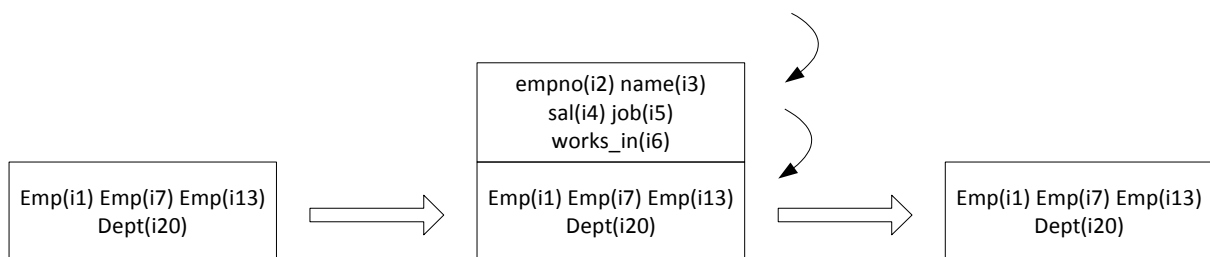 empno(i2) name(i3)
sal(i4) job(i5)
works_in(i6)
Emp(i1) Emp(i7) Emp(i13)
Dept(i20)
Emp(i1) Emp(i7) Emp(i13)
Dept(i20)
Emp(i1) Emp(i7) Emp(i13)
Dept(i20)